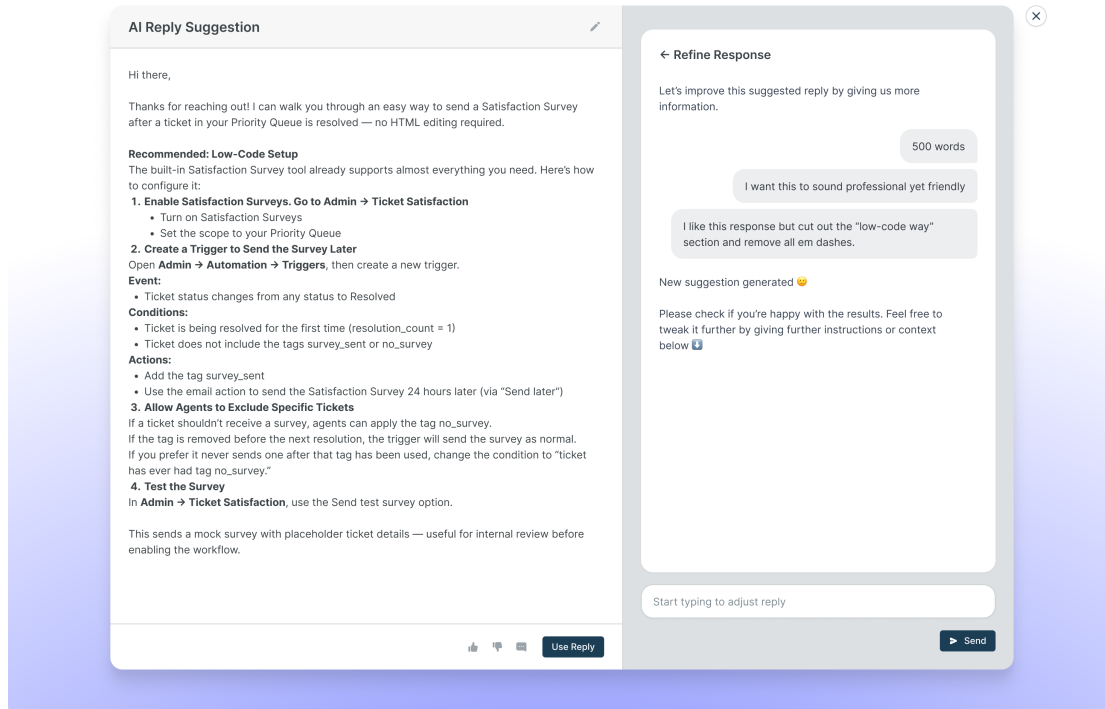 AI Reply Suggestion
Hi there,
Thanks for reaching out! I can walk you through an easy way to send a Satisfaction Survey
after a ticket in your Priority Queue is resolved — no HTML editing required.
Recommended: Low-Code Setup
The built-in Satisfaction Survey tool already supports almost everything you need. Here’s how
to configure it:
1. Enable Satisfaction Surveys. Go to Admin → Ticket Satisfaction
• Turn on Satisfaction Surveys
• Set the scope to your Priority Queue
2. Create a Trigger to Send the Survey Later
Open Admin → Automation → Triggers, then create a new trigger.
Event:
• Ticket status changes from any status to Resolved
Conditions:
• Ticket is being resolved for the first time (resolution_count = 1)
• Ticket does not include the tags survey_sent or no_survey
Actions:
• Add the tag survey_sent
• Use the email action to send the Satisfaction Survey 24 hours later (via “Send later”)
3. Allow Agents to Exclude Specific Tickets
If a ticket shouldn’t receive a survey, agents can apply the tag no_survey.
If the tag is removed before the next resolution, the trigger will send the survey as normal.
If you prefer it never sends one after that tag has been used, change the condition to “ticket
has ever had tag no_survey.”
4. Test the Survey
In Admin → Ticket Satisfaction, use the Send test survey option.
This sends a mock survey with placeholder ticket details — useful for internal review before
enabling the workflow.
Use Reply
← Refine Response
Let’s improve this suggested reply by giving us more
information.
500 words
I want this to sound professional yet friendly
I like this response but cut out the “low-code way”
section and remove all em dashes.
New suggestion generated 🙂
Please check if you’re happy with the results. Feel free to
tweak it further by giving further instructions or context
below ⬇️
Start typing to adjust reply
Send